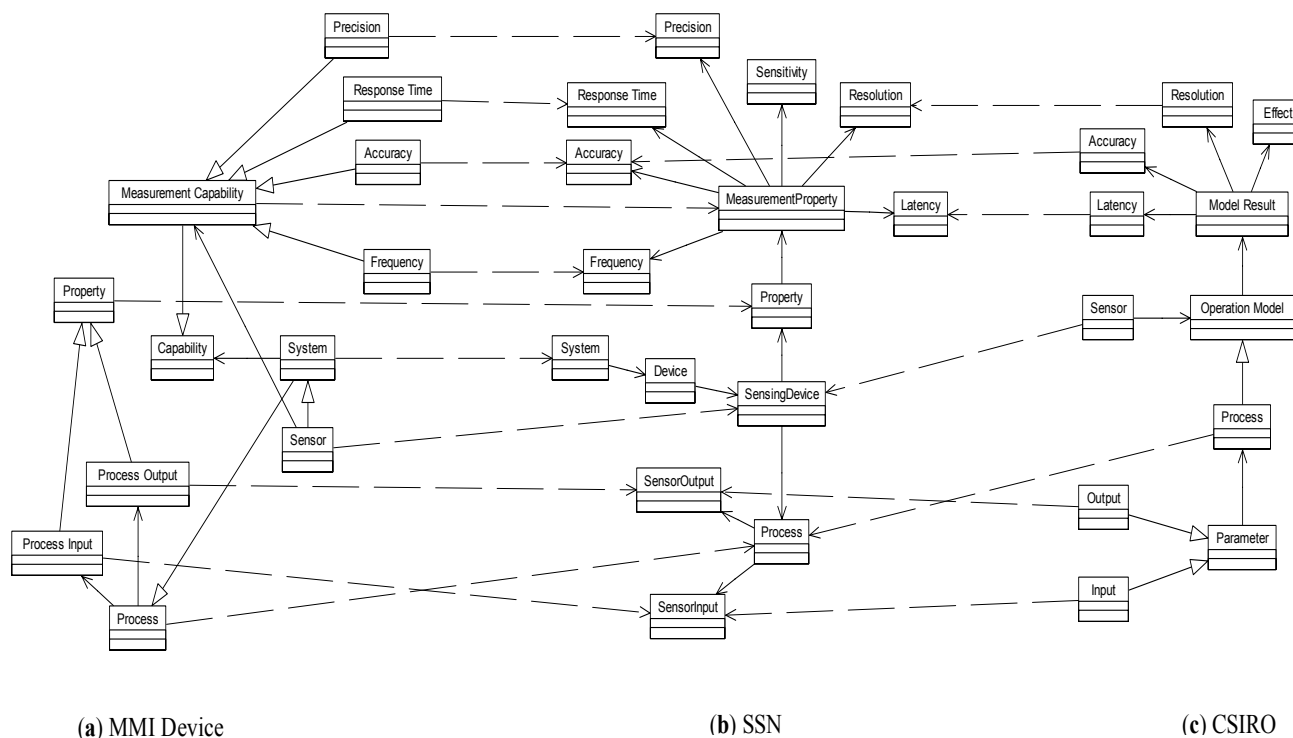 Precision
Precision
Sensitivity
Response Time
Response Time
Resolution
Resolution
Effect
Accuracy
Accuracy
Accuracy
Measurement Capability
MeasurementProperty
Latency
Latency
Model Result
Frequency
Frequency
Property
Property
Sensor
Operation Model
Capability
System
System
Device
SensingDevice
Sensor
Process
Process Output
SensorOutput
Output
Process Input
Process
Parameter
Process
SensorInput
Input
(a) MMI Device
(b) SSN
(c) CSIRO